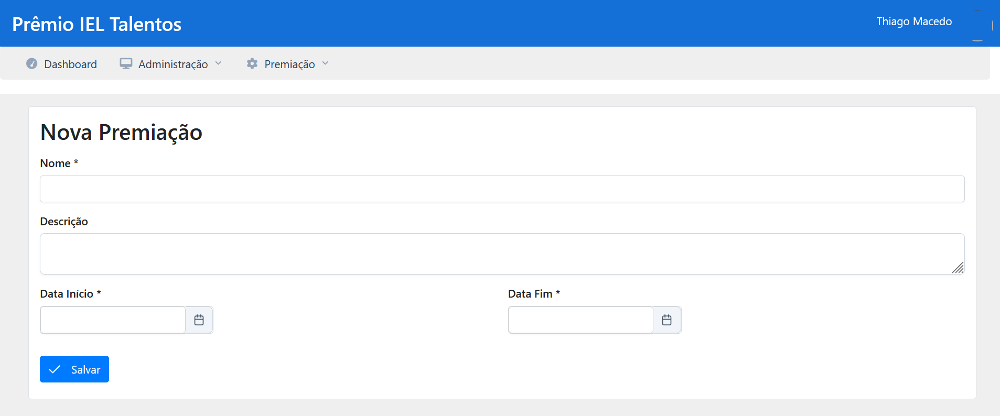 Prêmio IEL Talentos
Thiago Macedo
Dashboard
Administração
Premiação
Nova Premiação
Nome *
Descrição
Data Início *
Data Fim *
Salvar